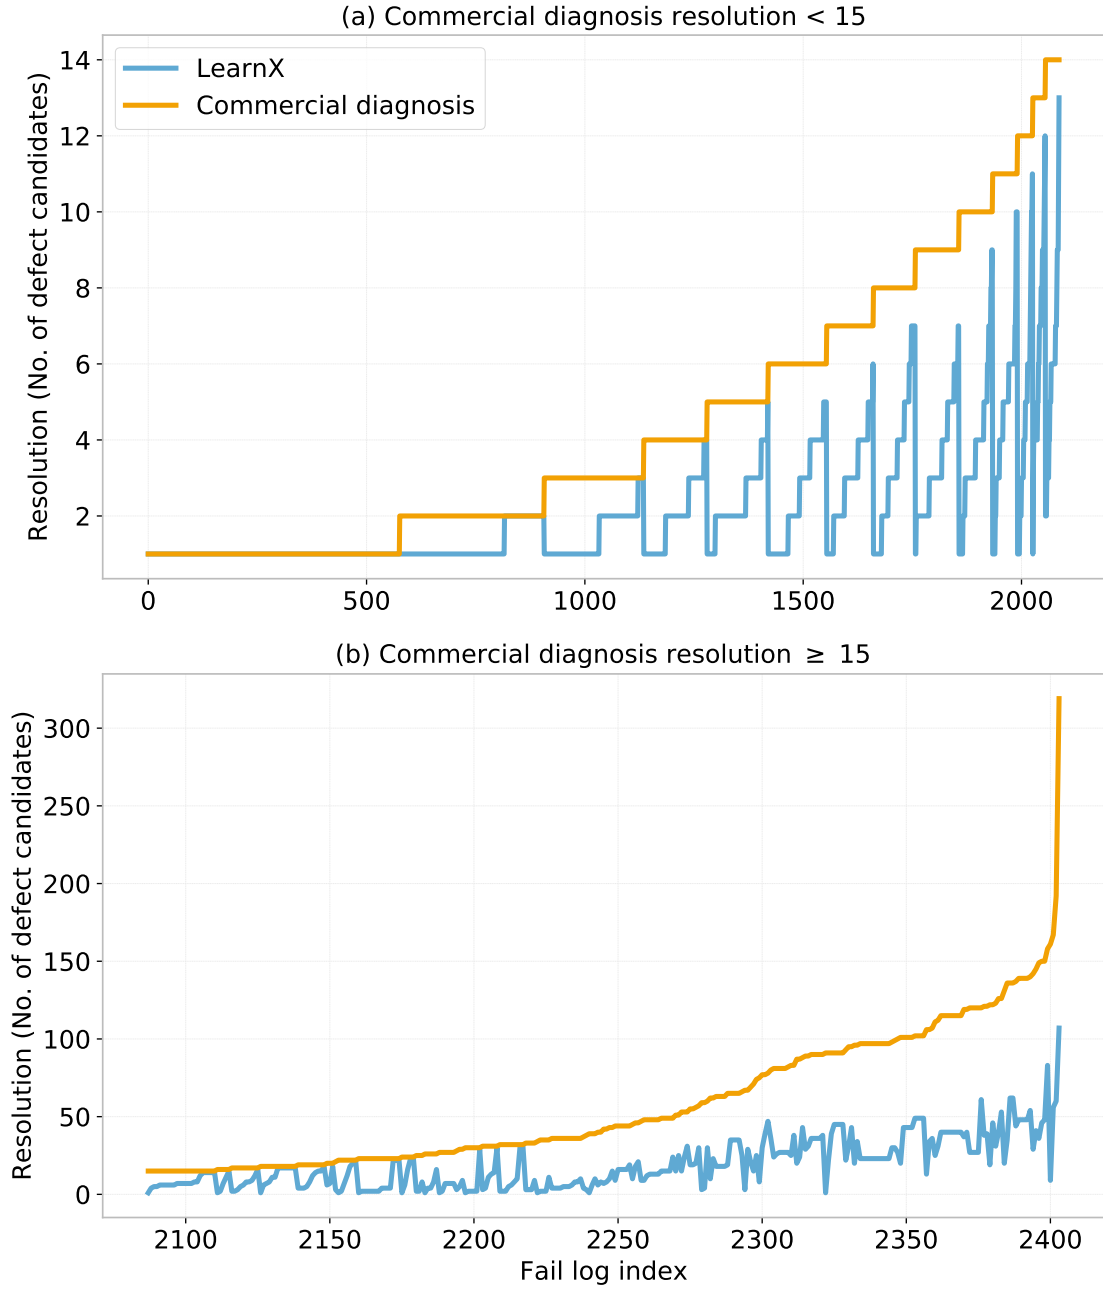 (a) Commercial diagnosis resolution < 15
Resolution (No. of defect candidates)
14
12
10
8
6
4
2
LearnX
Commercial diagnosis
0 500 1000 1500 2000
(b) Commercial diagnosis resolution ≥ 15
Resolution (No. of defect candidates)
300
250
200
150
100
50
0
2100 2150 2200 2250 2300 2350 2400
Fail log index